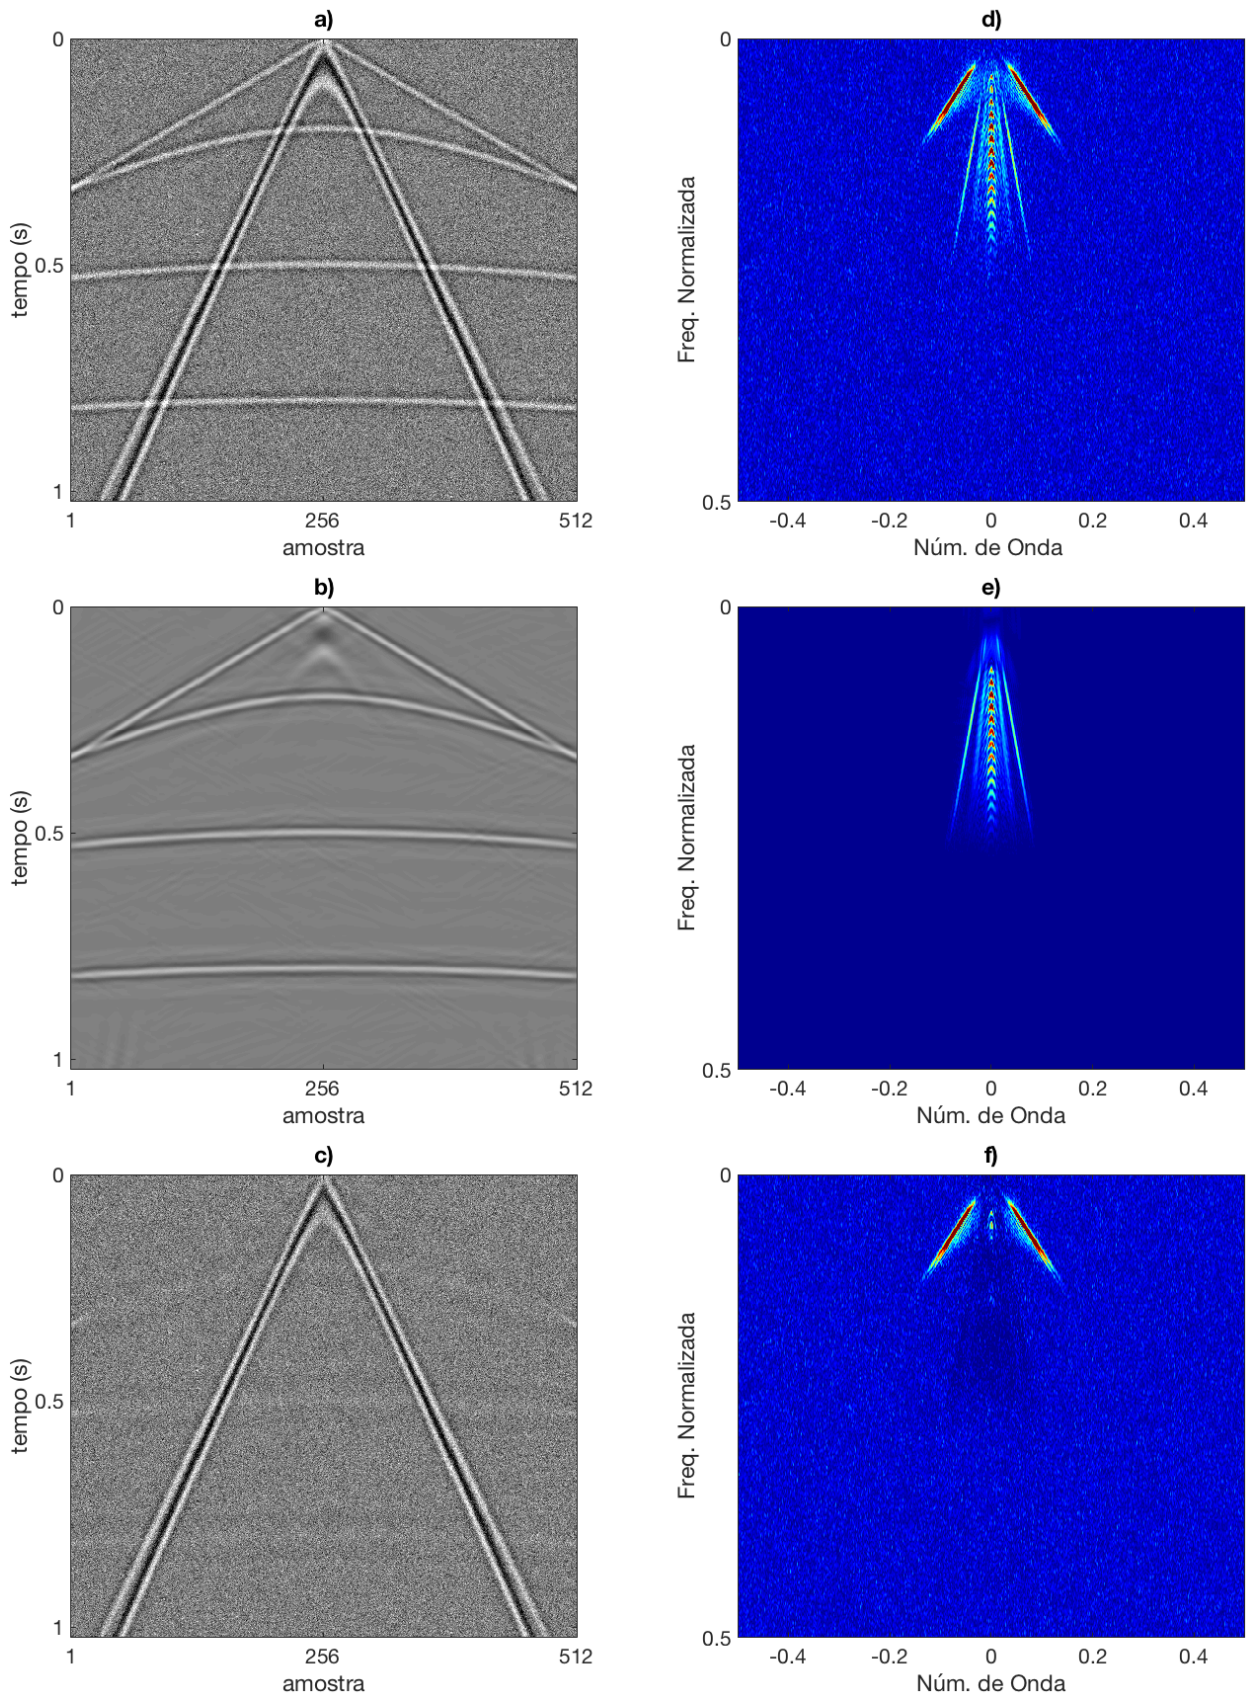 a)
0
0.5
1
tempo (s)
1
256
512
amostra
d)
0
0.5
Freq. Normalizada
-0.4
-0.2
0
0.2
0.4
Núm. de Onda
b)
0
0.5
1
tempo (s)
1
256
512
amostra
e)
0
0.5
Freq. Normalizada
-0.4
-0.2
0
0.2
0.4
Núm. de Onda
c)
0
0.5
1
tempo (s)
1
256
512
amostra
f)
0
0.5
Freq. Normalizada
-0.4
-0.2
0
0.2
0.4
Núm. de Onda